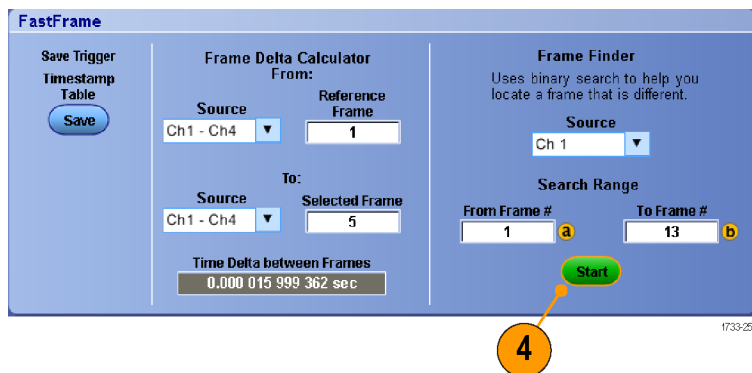 FastFrame
Save Trigger
Timestamp
Table
Save
Frame Delta Calculator
From:
Source
Reference
Frame
Ch1 - Ch4
1
To:
Source
Selected Frame
Ch1 - Ch4
5
Time Delta between Frames
0.000 015 999 362 sec
Frame Finder
Uses binary search to help you
locate a frame that is different.
Source
Ch 1
Search Range
From Frame #
To Frame #
1
a
13
b
Start
4
1733-25